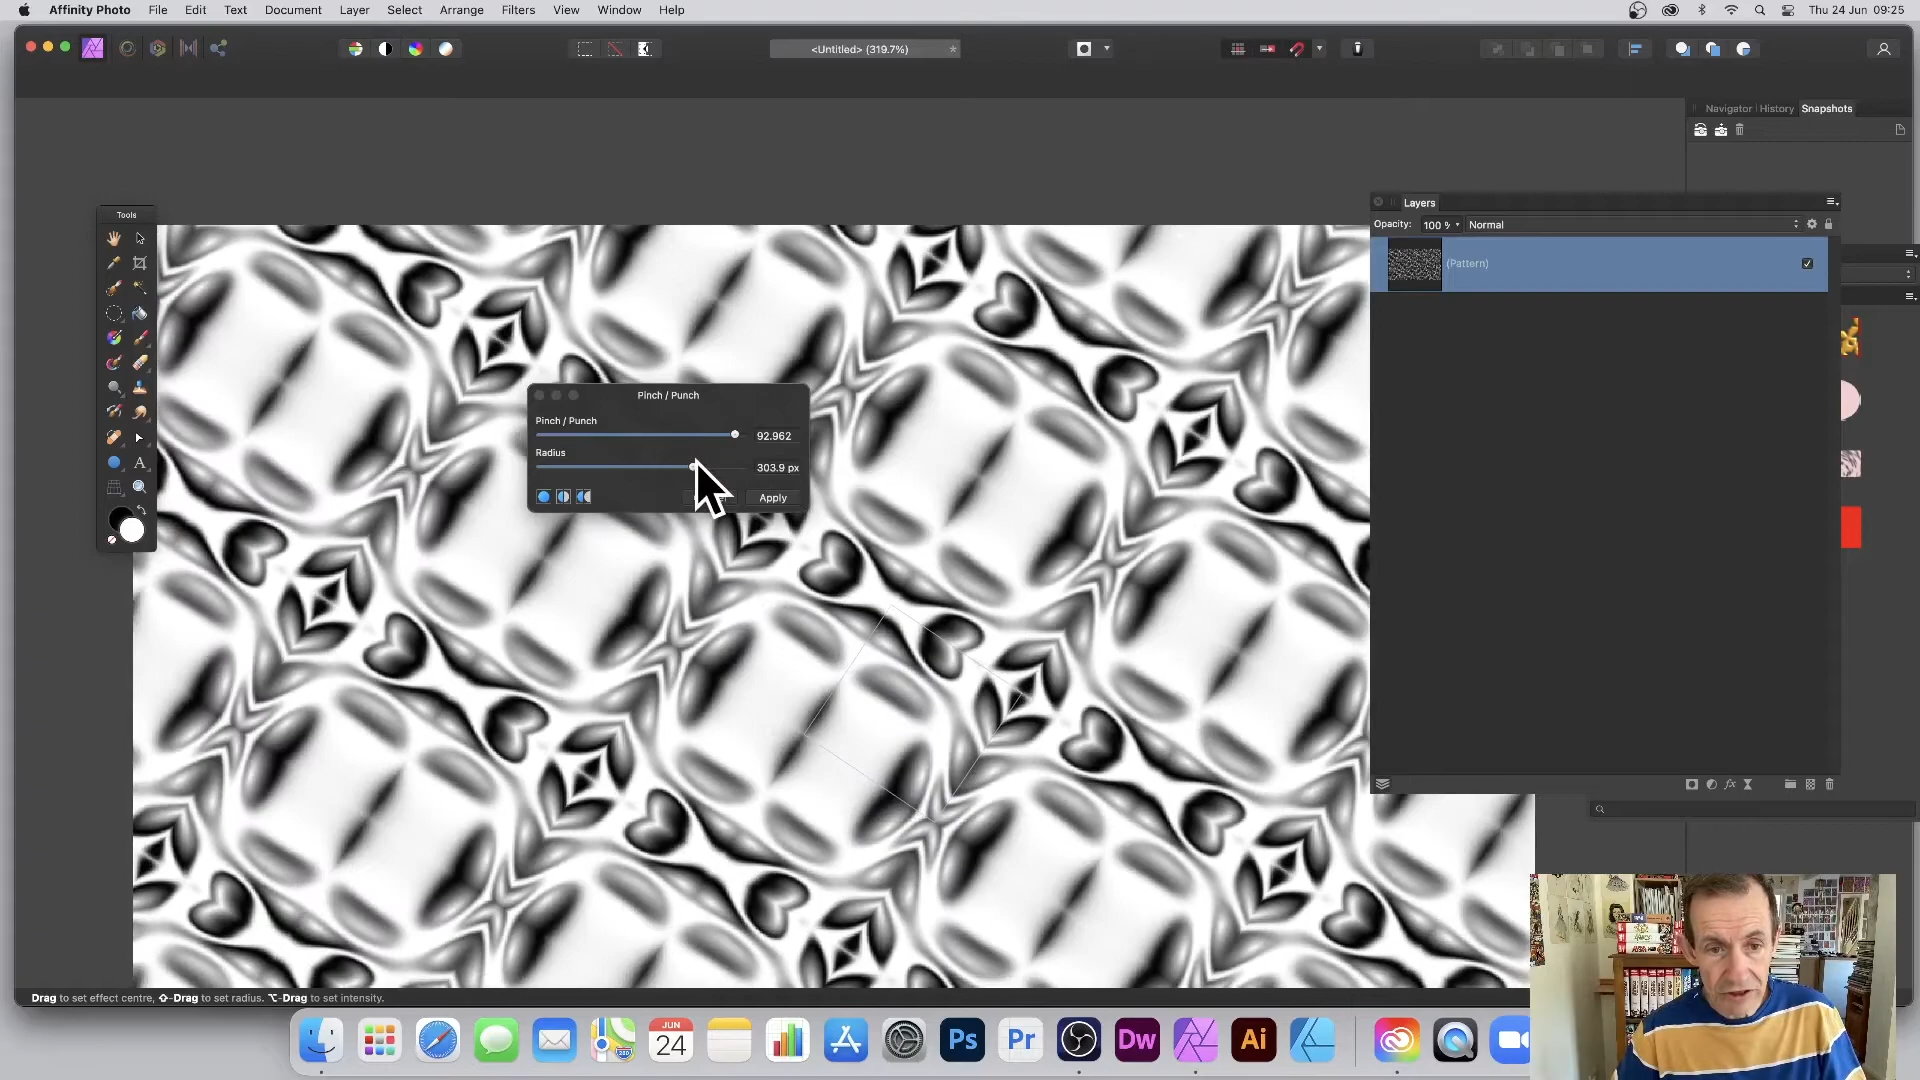 Affinity Photo File Edit Text Document Layer Select Arrange Filters View Window Help Thu 24 Jun 09:25
<Untitled> (319.7%) *
Navigator History Snapshots
Tools
Layers
Opacity: 100 % Normal
(Pattern)
Pinch / Punch
Pinch / Punch
92.962
Radius
303.9 px
Apply
A
fx
Drag to set effect centre, ⇧-Drag to set radius. ⌥-Drag to set intensity.
JUN
24
280
Ps
Pr
Dw
Ai